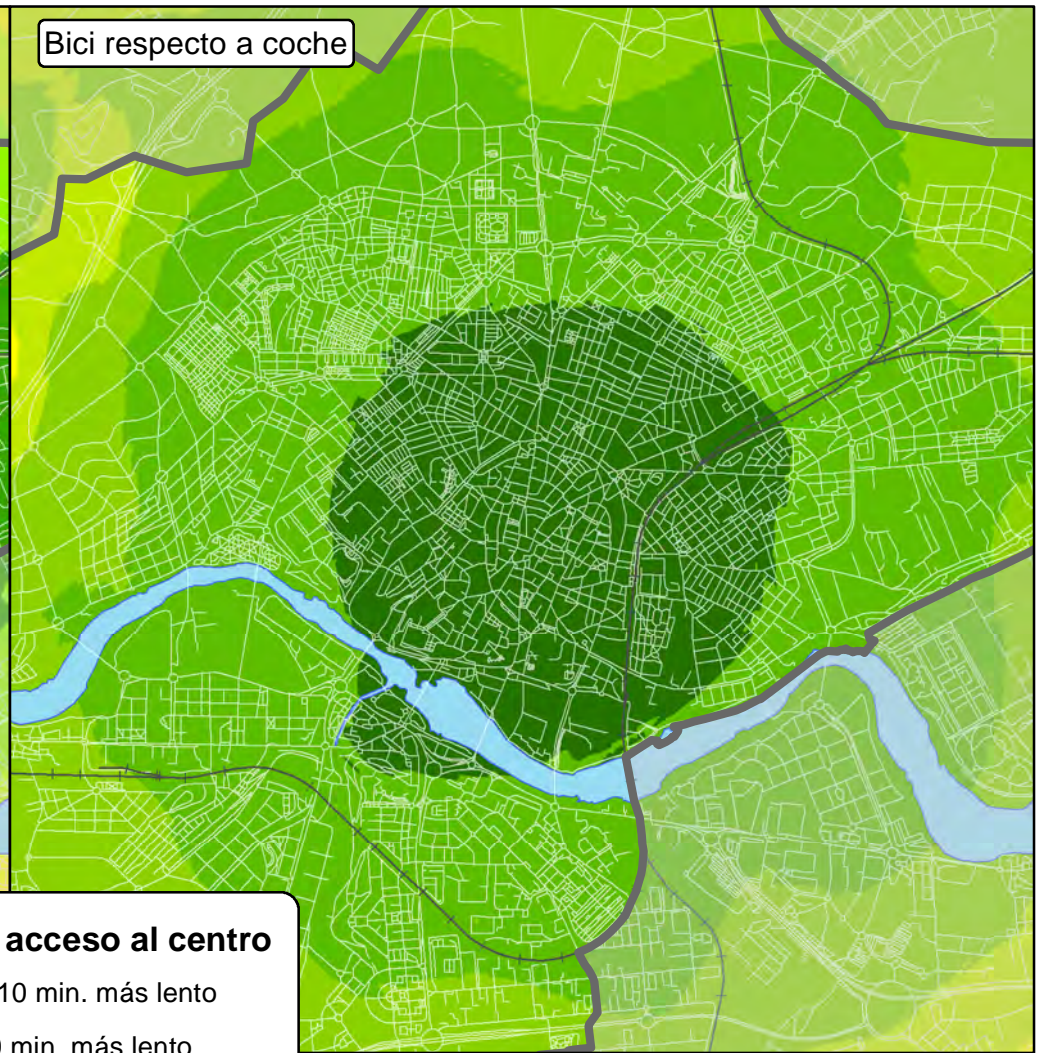 Bici respecto a coche
acceso al centro
10 min. más lento
min. más lento